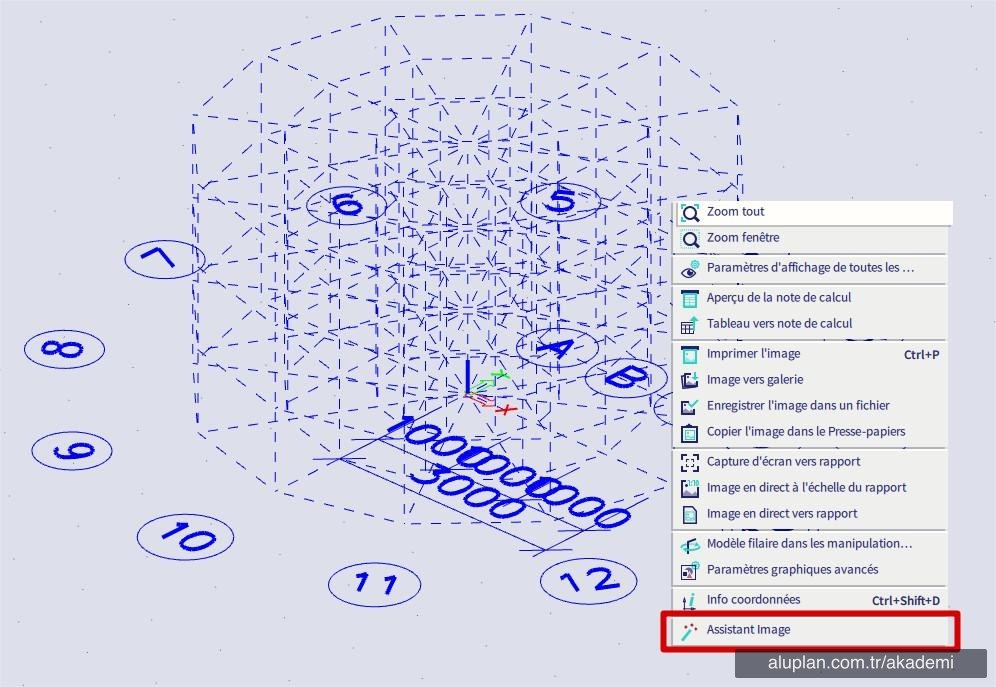 6
5
7
8
9
10
11
12
A
B
1000
1000
1000
3000
Zoom tout
Zoom fenêtre
Paramètres d'affichage de toutes les ...
Aperçu de la note de calcul
Tableau vers note de calcul
Imprimer l'image Ctrl+P
Image vers galerie
Enregistrer l'image dans un fichier
Copier l'image dans le Presse-papiers
Capture d'écran vers rapport
Image en direct à l'échelle du rapport
Image en direct vers rapport
Modèle filaire dans les manipulation...
Paramètres graphiques avancés
Info coordonnées Ctrl+Shift+D
Assistant Image
aluplan.com.tr/akademi